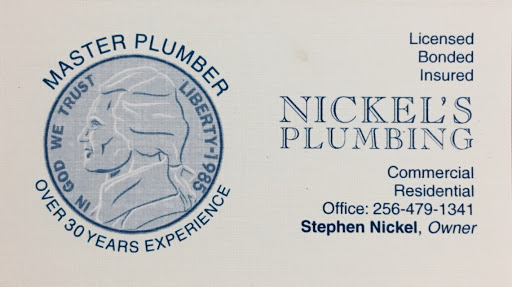 MASTER PLUMBER
IN GOD WE TRUST
LIBERTY-1985
OVER 30 YEARS EXPERIENCE
Licensed
Bonded
Insured
NICKEL'S
PLUMBING
Commercial
Residential
Office: 256-479-1341
Stephen Nickel, Owner